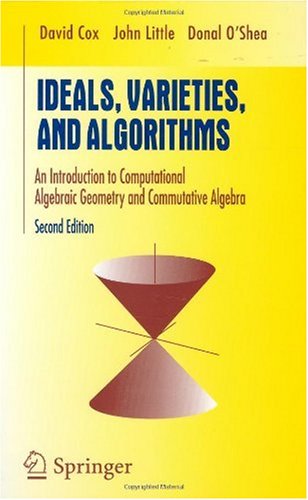 David Cox John Little Donal O'Shea
IDEALS, VARIETIES,
AND ALGORITHMS
An Introduction to Computational
Algebraic Geometry and Commutative Algebra
Second Edition
Springer